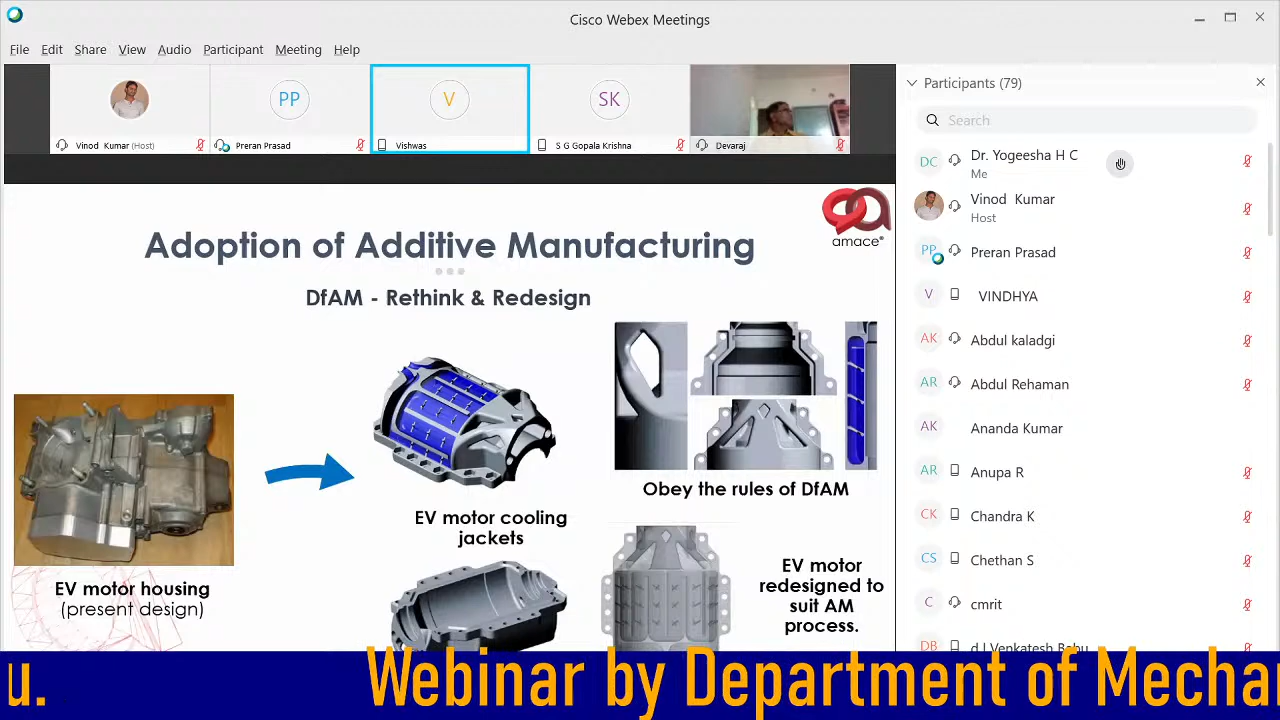 Cisco Webex Meetings
File Edit Share View Audio Participant Meeting Help
PP
V
SK
Vinod Kumar (Host)
Preran Prasad
Vishwas
S G Gopala Krishna
Devaraj
amace®
Adoption of Additive Manufacturing
DfAM - Rethink & Redesign
EV motor housing
(present design)
EV motor cooling
jackets
Obey the rules of DfAM
EV motor
redesigned to
suit AM
process.
Participants (79)
Search
DC Dr. Yogeesha H C
Me
Vinod Kumar
Host
PP Preran Prasad
V VINDHYA
AK Abdul kaladgi
AR Abdul Rehaman
AK Ananda Kumar
AR Anupa R
CK Chandra K
CS Chethan S
C cmrit
DB d J Venkatesh Babu
u. Webinar by Department of Mecha